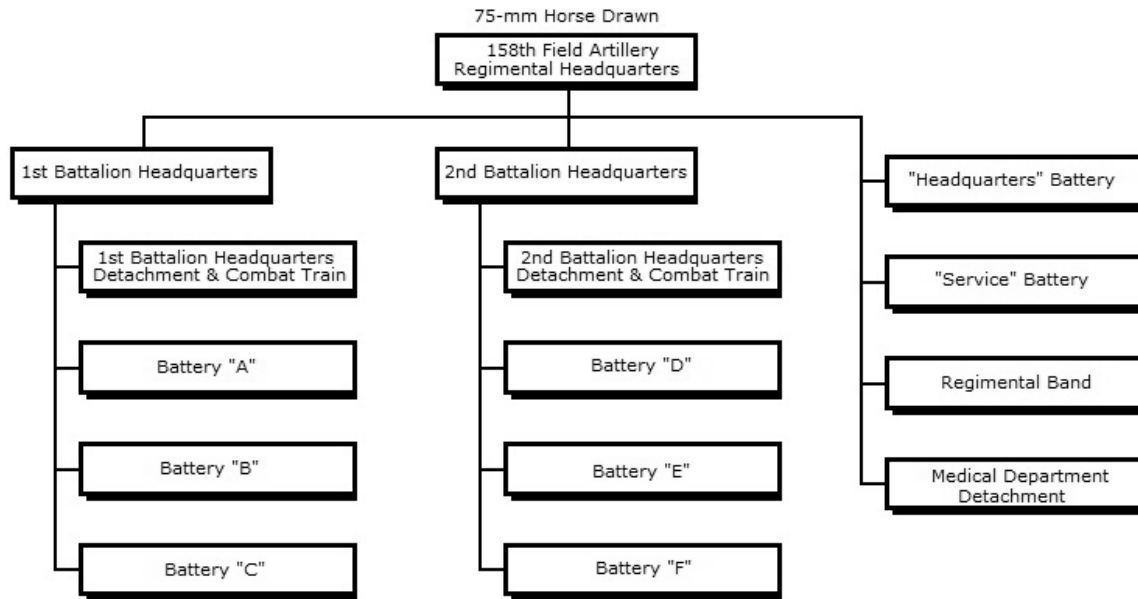 75-mm Horse Drawn
158th Field Artillery
Regimental Headquarters
1st Battalion Headquarters
1st Battalion Headquarters
Detachment & Combat Train
Battery "A"
Battery "B"
Battery "C"
2nd Battalion Headquarters
2nd Battalion Headquarters
Detachment & Combat Train
Battery "D"
Battery "E"
Battery "F"
"Headquarters" Battery
"Service" Battery
Regimental Band
Medical Department
Detachment